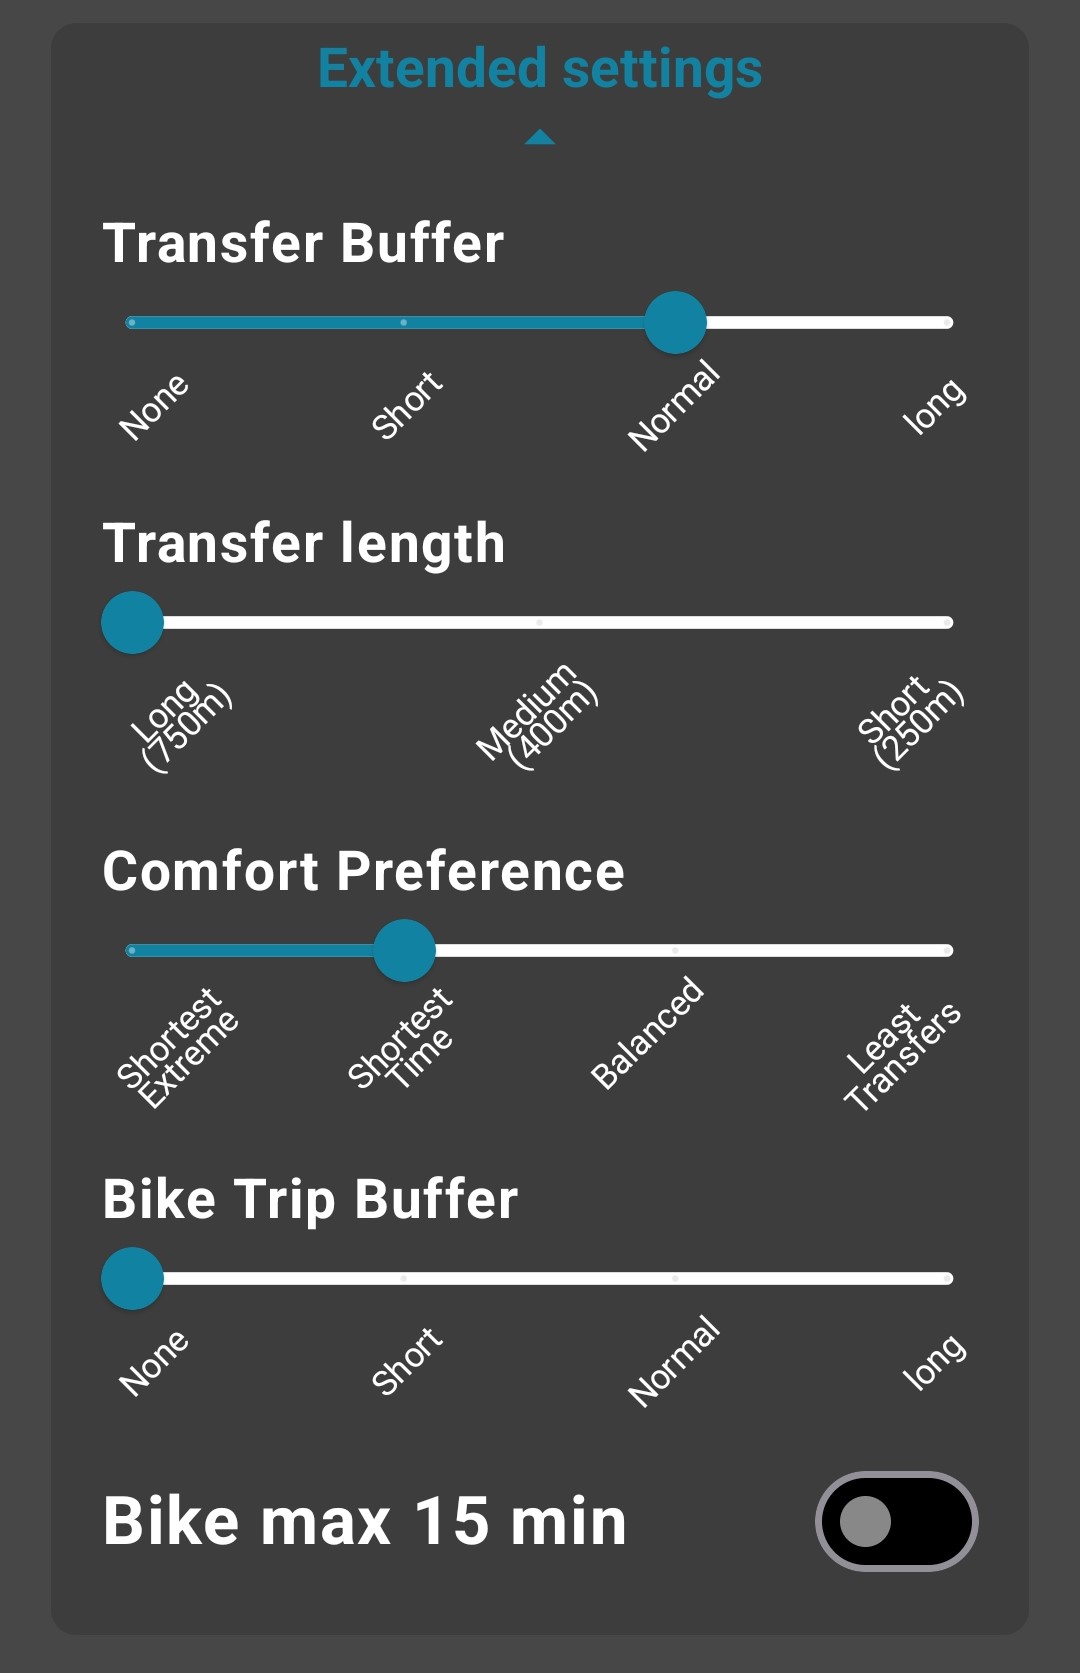 Extended settings
Transfer Buffer
None
Short
Normal
long
Transfer length
Long
(750m)
Medium
(400m)
Short
(250m)
Comfort Preference
Shortest
Extreme
Shortest
Time
Balanced
Least
Transfers
Bike Trip Buffer
None
Short
Normal
long
Bike max 15 min